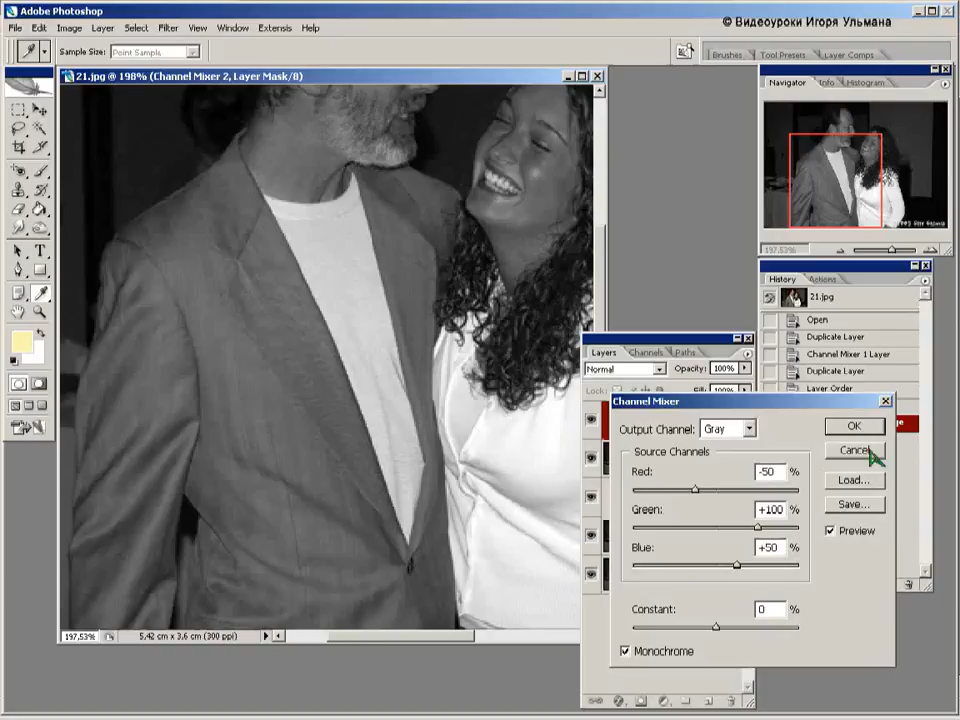 Adobe Photoshop
File Edit Image Layer Select Filter View Window Extensis Help
© Видеоуроки Игоря Ульмана
Sample Size: Point Sample
Brushes Tool Presets Layer Comps
21.jpg @ 198% (Channel Mixer 2, Layer Mask/8)
Navigator Info Histogram
197.53%
History Actions
21.jpg
Open
Duplicate Layer
Channel Mixer 1 Layer
Duplicate Layer
Layer Order
Layers Channels Paths
Normal Opacity: 100%
Lock: Fill: 100%
Channel Mixer
Output Channel: Gray
OK
Source Channels
Cancel
Red: -50 %
Load...
Green: +100 %
Save...
Preview
Blue: +50 %
Constant: 0 %
Monochrome
197.53% 5,42 cm x 3,6 cm (300 ppi)